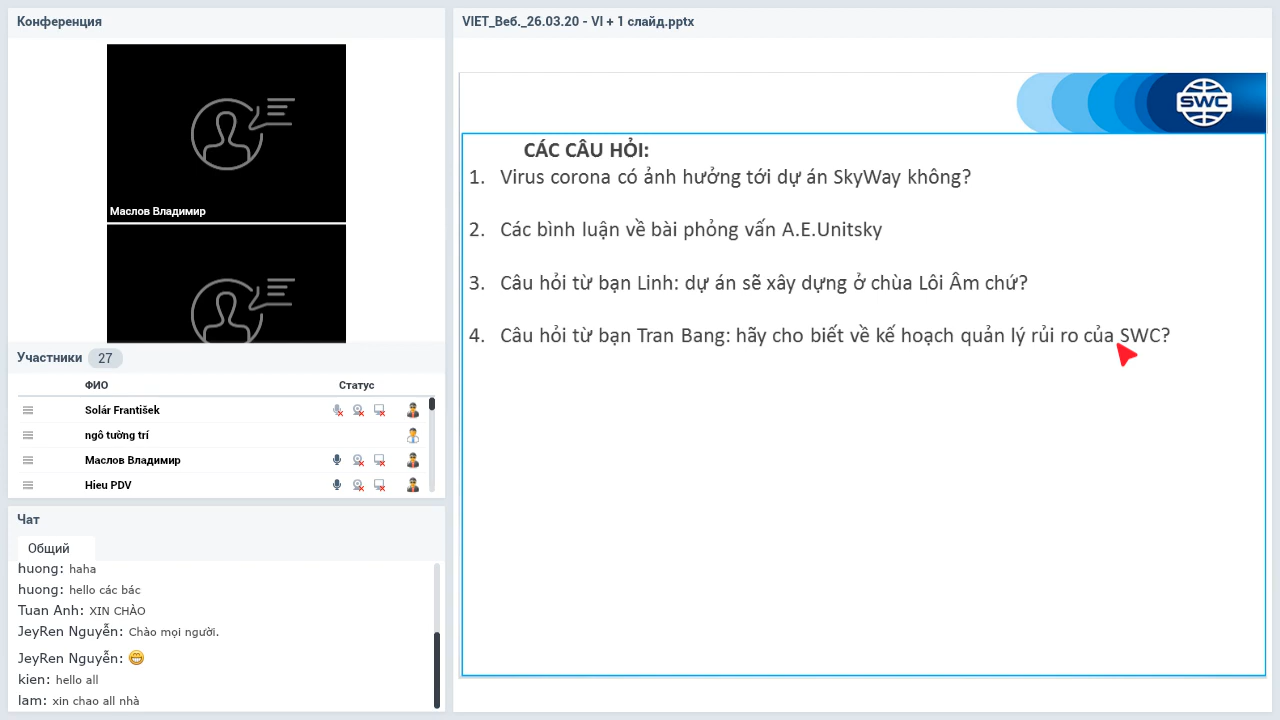 Конференция
Маслов Владимир
Участники 27
ФИО Статус
Solár František
ngô tường trí
Маслов Владимир
Hieu PDV
Чат
Общий
huong: haha
huong: hello các bác
Tuan Anh: XIN CHÀO
JeyRen Nguyễn: Chào mọi người.
JeyRen Nguyễn: 😁
kien: hello all
lam: xin chao all nhà
VIET_Веб._26.03.20 - VI + 1 слайд.pptx
SWC
CÁC CÂU HỎI:
1. Virus corona có ảnh hưởng tới dự án SkyWay không?
2. Các bình luận về bài phỏng vấn A.E.Unitsky
3. Câu hỏi từ bạn Linh: dự án sẽ xây dựng ở chùa Lôi Âm chứ?
4. Câu hỏi từ bạn Tran Bang: hãy cho biết về kế hoạch quản lý rủi ro của SWC?